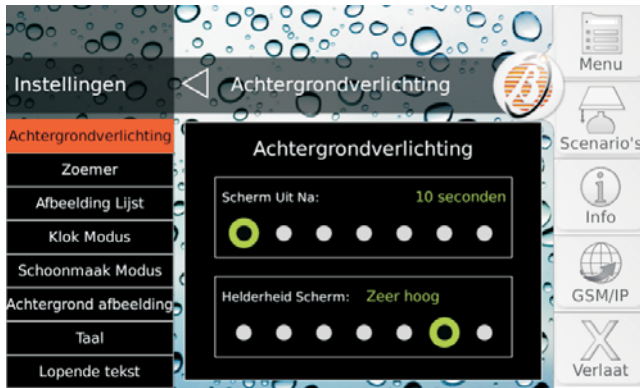 Instellingen
Achtergrondverlichting
Achtergrondverlichting
Zoemer
Afbeelding Lijst
Klok Modus
Schoonmaak Modus
Achtergrond afbeelding
Taal
Lopende tekst
Achtergrondverlichting
Scherm Uit Na: 10 seconden
Helderheid Scherm: Zeer hoog
Menu
Scenario's
Info
GSM/IP
Verlaat